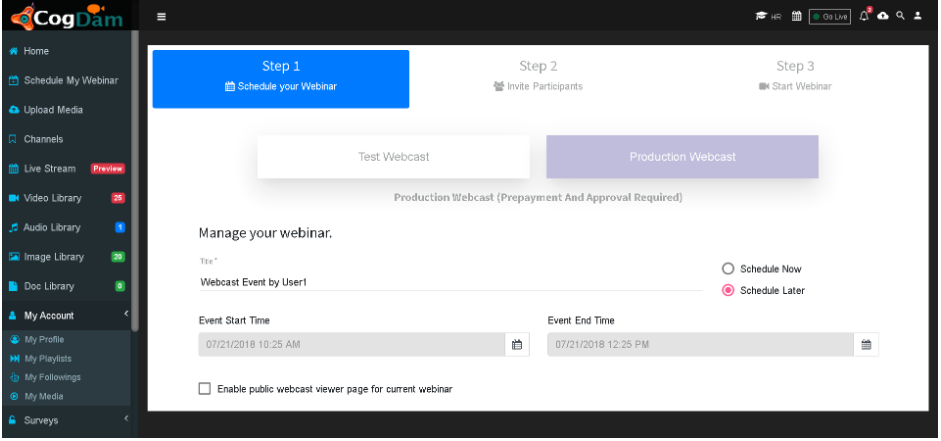 CogDam
HR
Go Live
2
Home
Schedule My Webinar
Upload Media
Channels
Live Stream Preview
Video Library 25
Audio Library 1
Image Library 20
Doc Library 6
My Account
My Profile
My Playlists
My Followings
My Media
Surveys
Step 1
Schedule your Webinar
Step 2
Invite Participants
Step 3
Start Webinar
Test Webcast
Production Webcast
Production Webcast (Prepayment And Approval Required)
Manage your webinar.
Title*
Webcast Event by User1
Schedule Now
Schedule Later
Event Start Time
07/21/2018 10:25 AM
Event End Time
07/21/2018 12:25 PM
Enable public webcast viewer page for current webinar